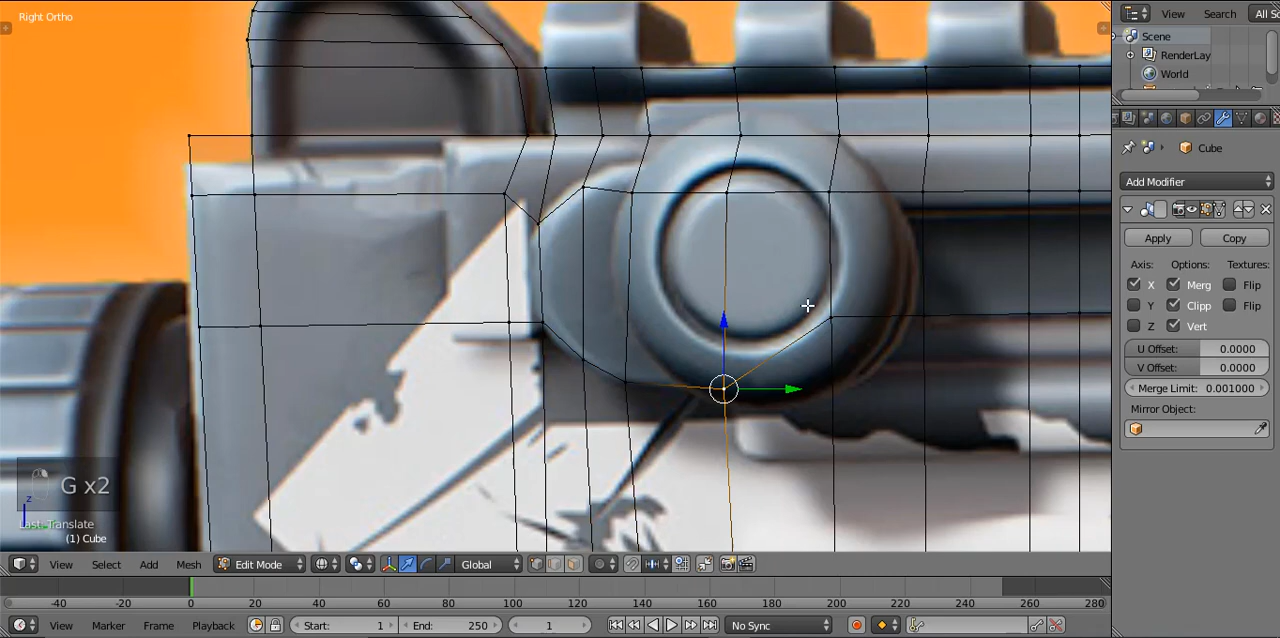 Right Ortho
View Search All S
Scene
RenderLay
World
Cube
Add Modifier
Apply Copy
Axis: Options: Textures:
X Merg Flip
Y Clipp Flip
Z Vert
U Offset: 0.0000
V Offset: 0.0000
Merge Limit: 0.001000
Mirror Object:
G x2
z
Last: Translate
(1) Cube
View Select Add Mesh Edit Mode Global
-40 -20 0 20 40 60 80 100 120 140 160 180 200 220 240 260 280
View Marker Frame Playback Start: 1 End: 250 1 No Sync